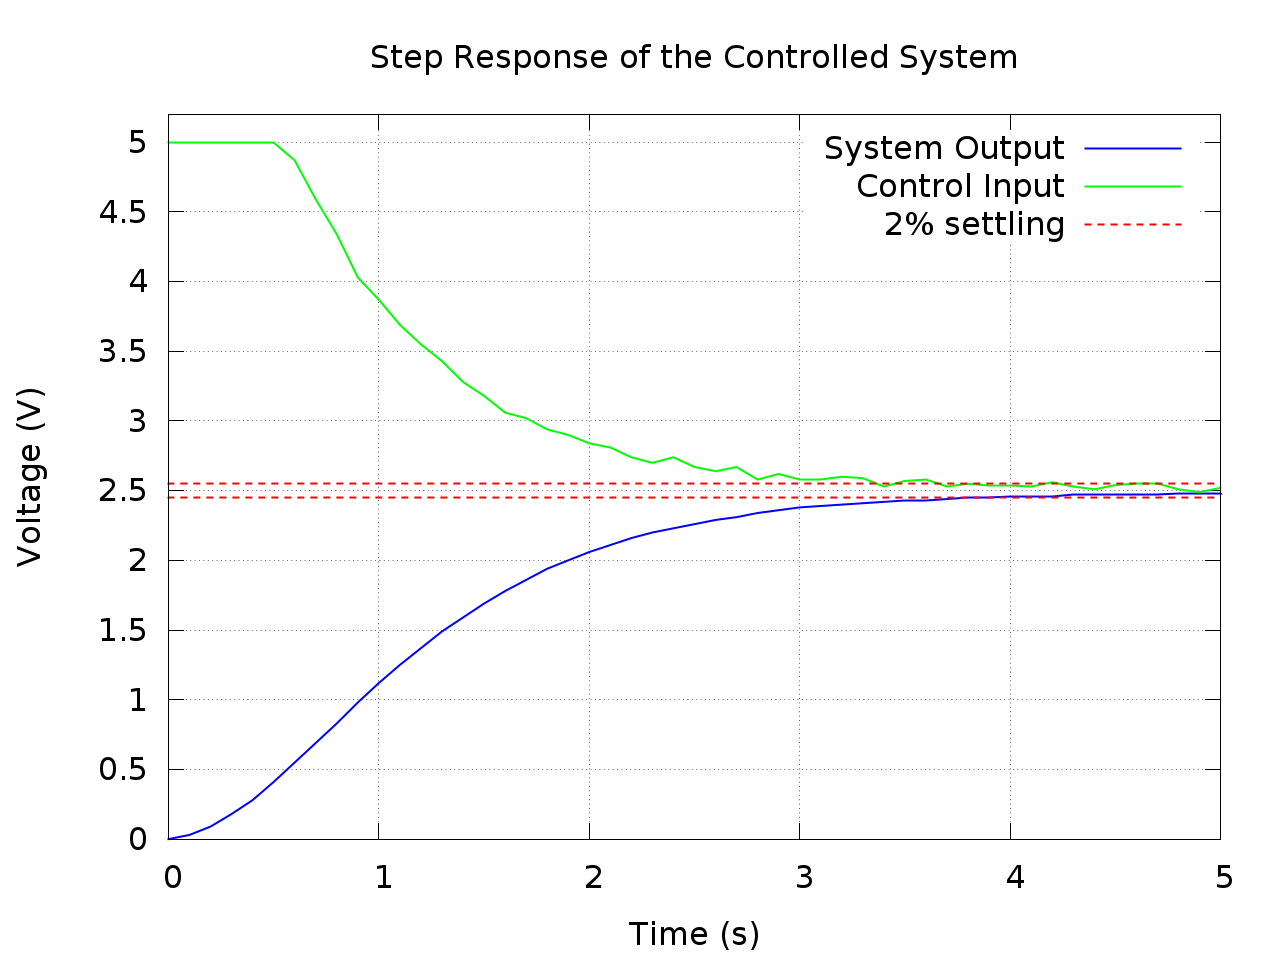 Step Response of the Controlled System
System Output
Control Input
2% settling
5
4.5
4
3.5
3
2.5
2
1.5
1
0.5
0
Voltage (V)
0 1 2 3 4 5
Time (s)